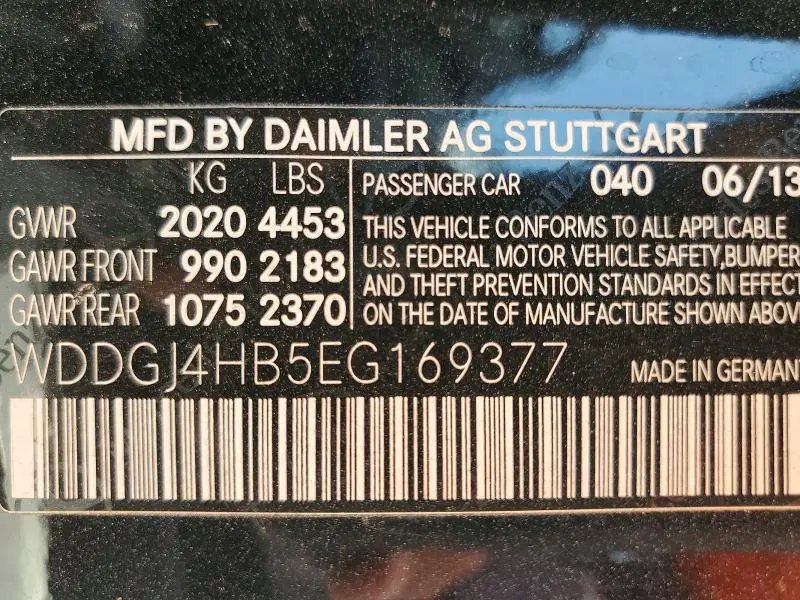 MFD BY DAIMLER AG STUTTGART
KG LBS
GVWR 2020 4453
GAWR FRONT 990 2183
GAWR REAR 1075 2370
PASSENGER CAR 040 06/13
THIS VEHICLE CONFORMS TO ALL APPLICABLE
U.S. FEDERAL MOTOR VEHICLE SAFETY,BUMPER
AND THEFT PREVENTION STANDARDS IN EFFECT
ON THE DATE OF MANUFACTURE SHOWN ABOVE
WDDGJ4HB5EG169377
MADE IN GERMANY